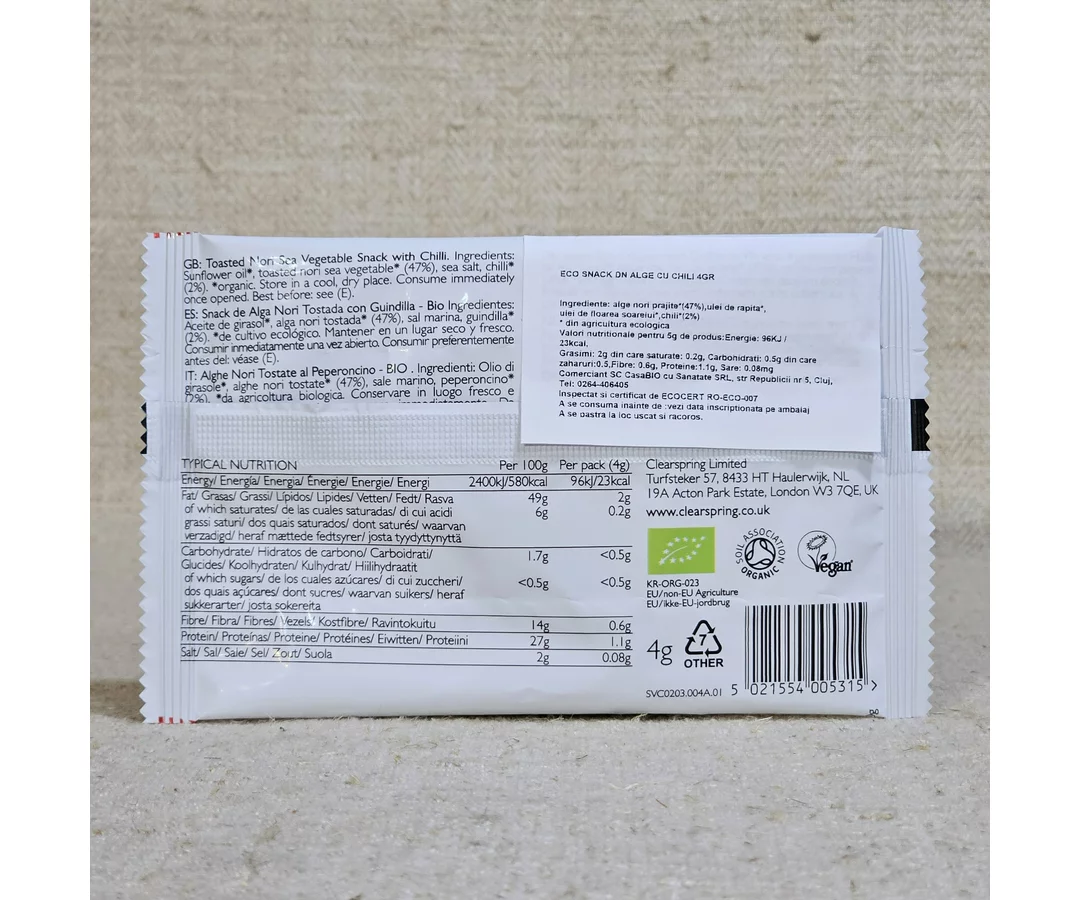 GB: Toasted Nori Sea Vegetable Snack with Chilli. Ingredients:
Sunflower oil*, toasted nori sea vegetable* (47%), sea salt, chilli*
(2%). *organic. Store in a cool, dry place. Consume immediately
once opened. Best before: see (E).
ES: Snack de Alga Nori Tostada con Guindilla - Bio Ingredientes:
Aceite de girasol*, alga nori tostada* (47%), sal marina, guindilla*
(2%). *de cultivo ecológico. Mantener en un lugar seco y fresco.
Consumir inmediatamente una vez abierto. Consumir preferentemente
antes del: véase (E).
IT: Alghe Nori Tostate al Peperoncino - BIO . Ingredienti: Olio di
girasole*, alghe nori tostate* (47%), sale marino, peperoncino*
(2%). *da agricoltura biologica. Conservare in luogo fresco e
ECO SNACK DN ALGE CU CHILI 4GR
Ingrediente: alge nori prajite*(47%),ulei de rapita*,
ulei de floarea soarelui*,chili*(2%)
* din agricultura ecologica
Valori nutritionale pentru 5g de produs:Energie: 96KJ /
23kcal,
Grasimi: 2g din care saturate: 0.2g, Carbohidrati: 0.5g din care
zaharuri:0.5,Fibre: 0.6g, Proteine:1.1g, Sare: 0.08mg
Comerciant SC CasaBIO cu Sanatate SRL, str Republicii nr 5, Cluj,
Tel: 0264-406405
Inspectat si certificat de ECOCERT RO-ECO-007
A se consuma inainte de :vezi data inscriptionata pe ambalaj
A se pastra la loc uscat si racoros.
TYPICAL NUTRITION Per 100g Per pack (4g)
Energy/ Energía/ Energia/ Énergie/ Energie/ Energi 2400kJ/580kcal 96kJ/23kcal
Fat/ Grasas/ Grassi/ Lípidos/ Lipides/ Vetten/ Fedt/ Rasva 49g 2g
of which saturates/ de las cuales saturadas/ di cui acidi 6g 0.2g
grassi saturi/ dos quais saturados/ dont saturés/ waarvan
verzadigd/ heraf mættede fedtsyrer/ josta tyydyttynyttä
Carbohydrate/ Hidratos de carbono/ Carboidrati/ 1.7g <0.5g
Glucides/ Koolhydraten/ Kulhydrat/ Hiilihydraatit
of which sugars/ de los cuales azúcares/ di cui zuccheri/ <0.5g <0.5g
dos quais açúcares/ dont sucres/ waarvan suikers/ heraf
sukkerarter/ josta sokereita
Fibre/ Fibra/ Fibres/ Vezels/ Kostfibre/ Ravintokuitu 14g 0.6g
Protein/ Proteínas/ Proteine/ Protéines/ Eiwitten/ Proteiini 27g 1.1g
Salt/ Sal/ Sale/ Sel/ Zout/ Suola 2g 0.08g
Clearspring Limited
Turfsteker 57, 8433 HT Haulerwijk, NL
19A Acton Park Estate, London W3 7QE, UK
www.clearspring.co.uk
SOIL ASSOCIATION
ORGANIC
Vegan
KR-ORG-023
EU/non-EU Agriculture
EU/ikke-EU-jordbrug
4g
7
OTHER
SVC0203.004A.01
5 021554 005315 >